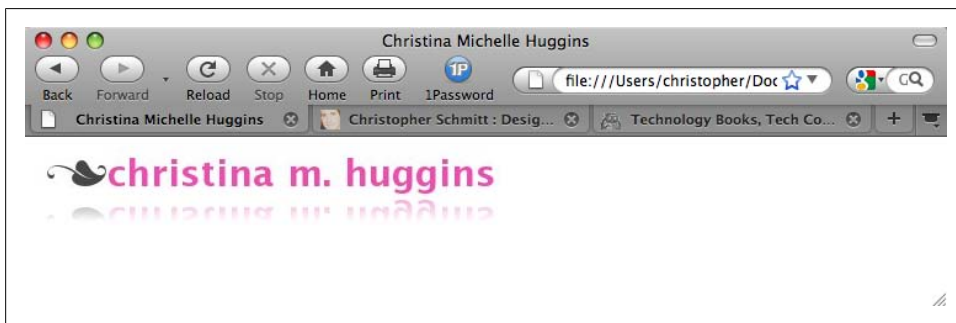 Christina Michelle Huggins
file:///Users/christopher/Doc
Back Forward Reload Stop Home Print 1Password
Christina Michelle Huggins Christopher Schmitt : Desig... Technology Books, Tech Co...
christina m. huggins